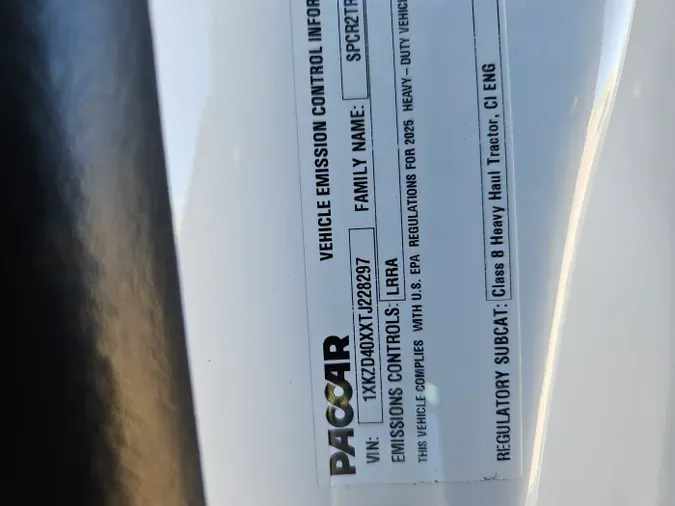 VEHICLE EMISSION CONTROL INFOR
PACCAR
VIN: 1XKZD40XXTJ228297 FAMILY NAME: SPCR2TR
EMISSIONS CONTROLS: LRRA
THIS VEHICLE COMPLIES WITH U.S. EPA REGULATIONS FOR 2025 HEAVY – DUTY VEHIC
REGULATORY SUBCAT: Class 8 Heavy Haul Tractor, CI ENG